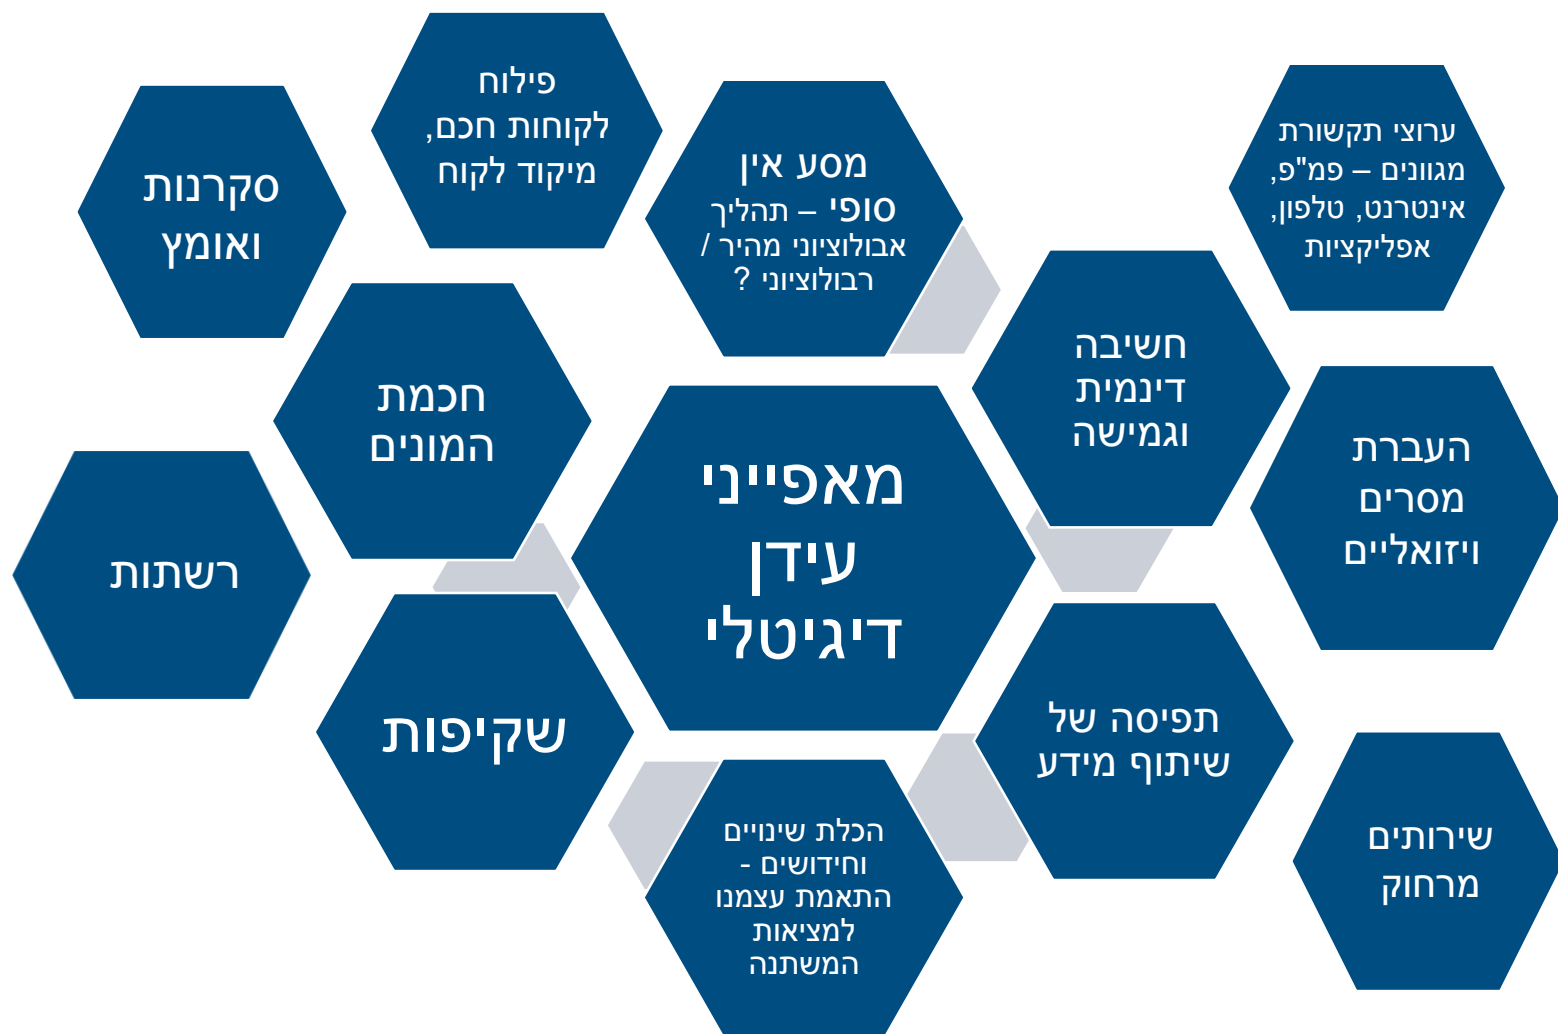 ערוצי תקשורת
מגוונים – פמ"פ,
אינטרנט, טלפון,
אפליקציות
מסע אין
סופי – תהליך
אבולוציוני מהיר /
רבולוציוני ?
פילוח
לקוחות חכם,
מיקוד לקוח
סקרנות
ואומץ
חשיבה
דינמית
וגמישה
חכמת
המונים
העברת
מסרים
ויזואליים
מאפייני
עידן
דיגיטלי
רשתות
תפיסה של
שיתוף מידע
שקיפות
שירותים
מרחוק
הכלת שינויים
וחידושים -
התאמת עצמנו
למציאות
המשתנה